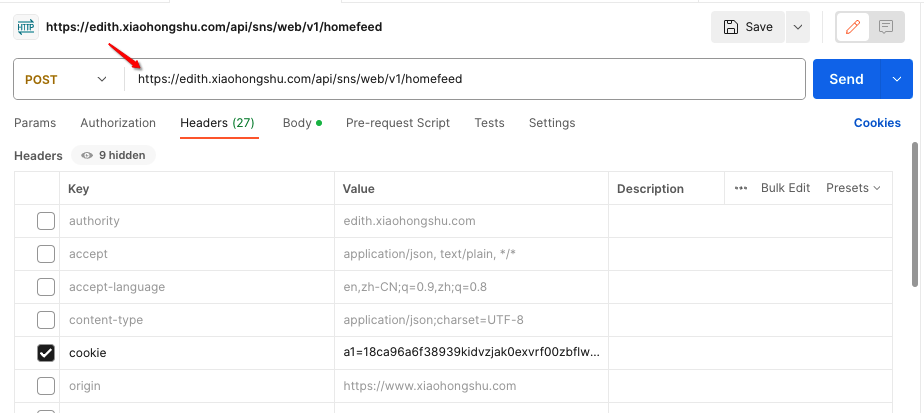 HTTP
https://edith.xiaohongshu.com/api/sns/web/v1/homefeed
Save
POST
https://edith.xiaohongshu.com/api/sns/web/v1/homefeed
Send
Params Authorization Headers (27) Body Pre-request Script Tests Settings Cookies
Headers 9 hidden
Key Value Description ••• Bulk Edit Presets
authority edith.xiaohongshu.com
accept application/json, text/plain, */*
accept-language en,zh-CN;q=0.9,zh;q=0.8
content-type application/json;charset=UTF-8
cookie a1=18ca96a6f38939kidvzjak0exvrf00zbflw...
origin https://www.xiaohongshu.com